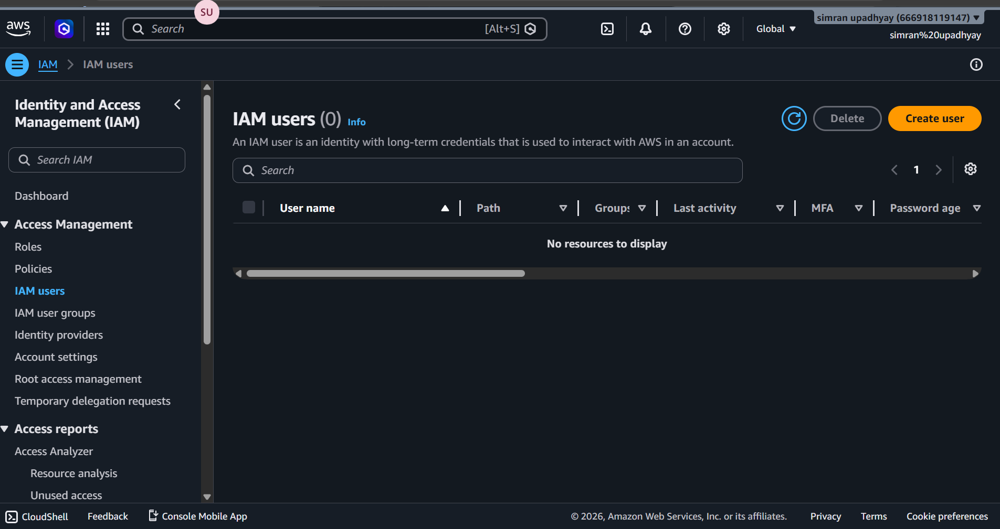 SU
aws
Search
[Alt+S]
Global
simran upadhyay (666918119147)
simran%20upadhyay
IAM
IAM users
Identity and Access
Management (IAM)
Search IAM
Dashboard
Access Management
Roles
Policies
IAM users
IAM user groups
Identity providers
Account settings
Root access management
Temporary delegation requests
Access reports
Access Analyzer
Resource analysis
Unused access
IAM users (0) Info
Delete
Create user
An IAM user is an identity with long-term credentials that is used to interact with AWS in an account.
Search
1
User name
Path
Groups
Last activity
MFA
Password age
No resources to display
CloudShell
Feedback
Console Mobile App
© 2026, Amazon Web Services, Inc. or its affiliates.
Privacy
Terms
Cookie preferences